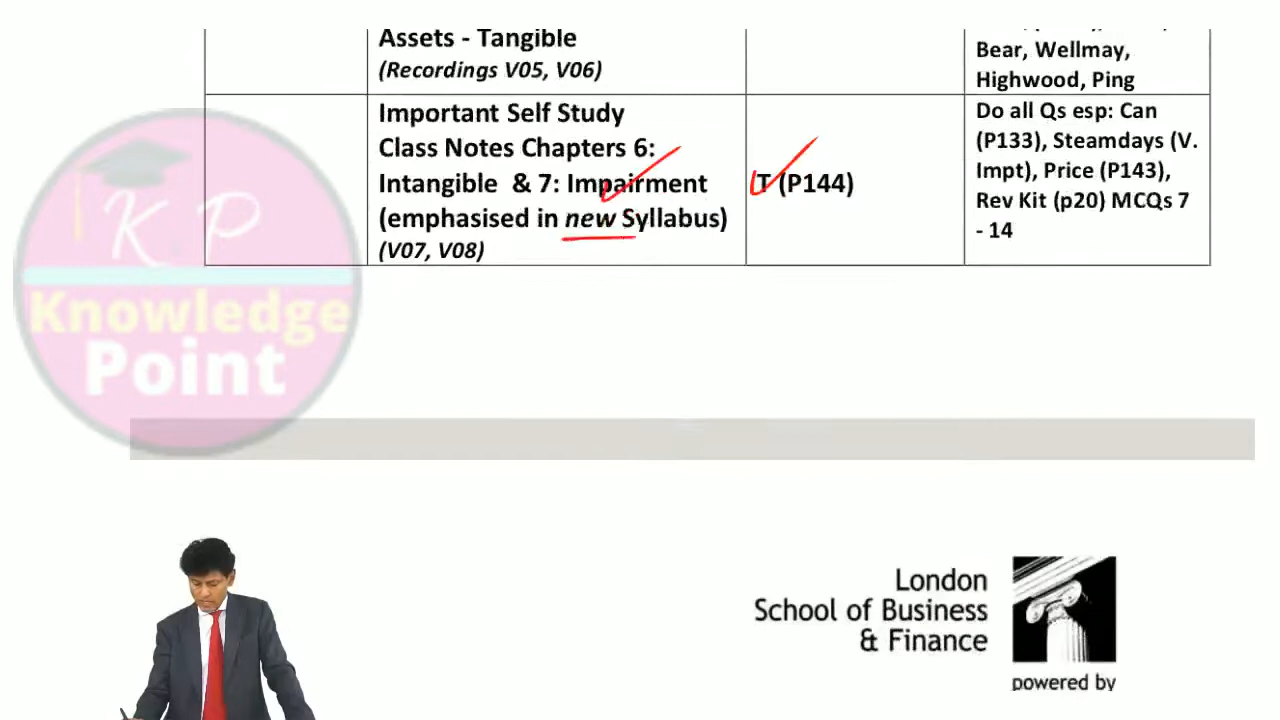 Assets - Tangible
(Recordings V05, V06)
Bear, Wellmay,
Highwood, Ping
Important Self Study
Class Notes Chapters 6:
Intangible & 7: Impairment
(emphasised in new Syllabus)
(V07, V08)
T (P144)
Do all Qs esp: Can
(P133), Steamdays (V.
Impt), Price (P143),
Rev Kit (p20) MCQs 7
- 14
K P
Knowledge
Point
London
School of Business
& Finance
powered by